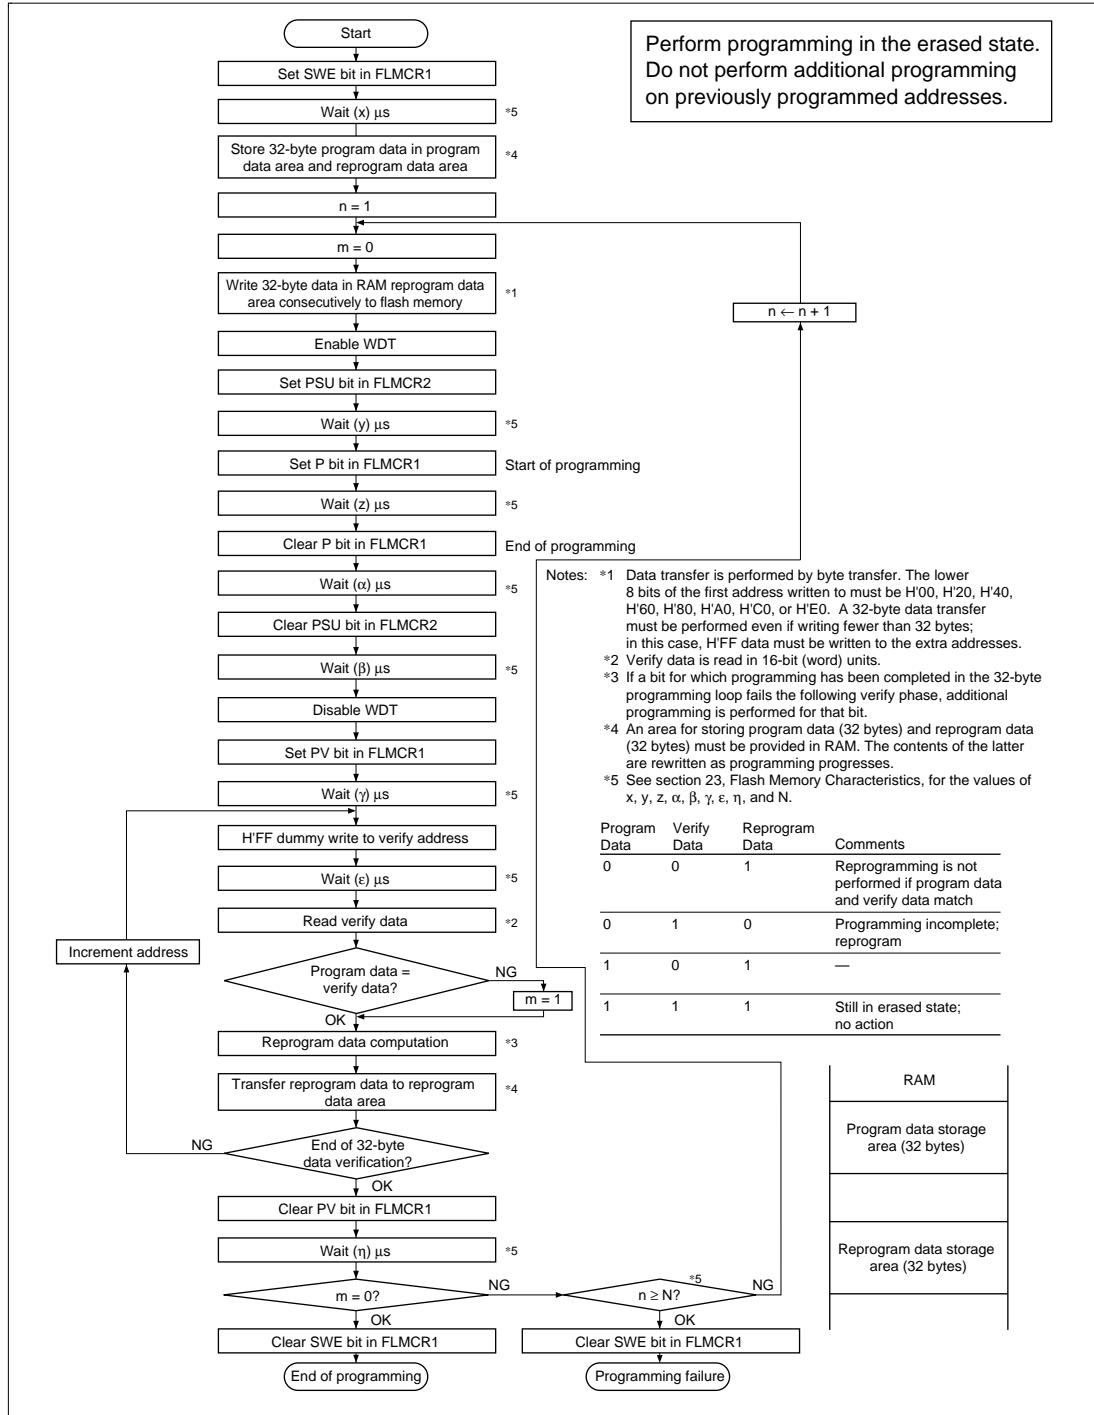 Start
Perform programming in the erased state.
Do not perform additional programming
on previously programmed addresses.
Set SWE bit in FLMCR1
Wait (x) μs
*5
Store 32-byte program data in program
data area and reprogram data area
*4
n = 1
m = 0
Write 32-byte data in RAM reprogram data
area consecutively to flash memory
*1
n ← n + 1
Enable WDT
Set PSU bit in FLMCR2
Wait (y) μs
*5
Set P bit in FLMCR1
Start of programming
Wait (z) μs
*5
Clear P bit in FLMCR1
End of programming
Wait (α) μs
*5
Clear PSU bit in FLMCR2
Wait (β) μs
*5
Disable WDT
Set PV bit in FLMCR1
Wait (γ) μs
*5
H'FF dummy write to verify address
Wait (ε) μs
*5
Read verify data
*2
Increment address
Program data =
verify data?
NG
m = 1
OK
Reprogram data computation
*3
Transfer reprogram data to reprogram
data area
*4
NG
End of 32-byte
data verification?
OK
Clear PV bit in FLMCR1
Wait (η) μs
*5
m = 0?
NG
*5
n ≥ N?
NG
OK
OK
Clear SWE bit in FLMCR1
Clear SWE bit in FLMCR1
End of programming
Programming failure
Notes: *1 Data transfer is performed by byte transfer. The lower
8 bits of the first address written to must be H'00, H'20, H'40,
H'60, H'80, H'A0, H'C0, or H'E0. A 32-byte data transfer
must be performed even if writing fewer than 32 bytes;
in this case, H'FF data must be written to the extra addresses.
*2 Verify data is read in 16-bit (word) units.
*3 If a bit for which programming has been completed in the 32-byte
programming loop fails the following verify phase, additional
programming is performed for that bit.
*4 An area for storing program data (32 bytes) and reprogram data
(32 bytes) must be provided in RAM. The contents of the latter
are rewritten as programming progresses.
*5 See section 23, Flash Memory Characteristics, for the values of
x, y, z, α, β, γ, ε, η, and N.
Program Verify Reprogram
Data Data Data Comments
0 0 1 Reprogramming is not
performed if program data
and verify data match
0 1 0 Programming incomplete;
reprogram
1 0 1 —
1 1 1 Still in erased state;
no action
RAM
Program data storage
area (32 bytes)
Reprogram data storage
area (32 bytes)